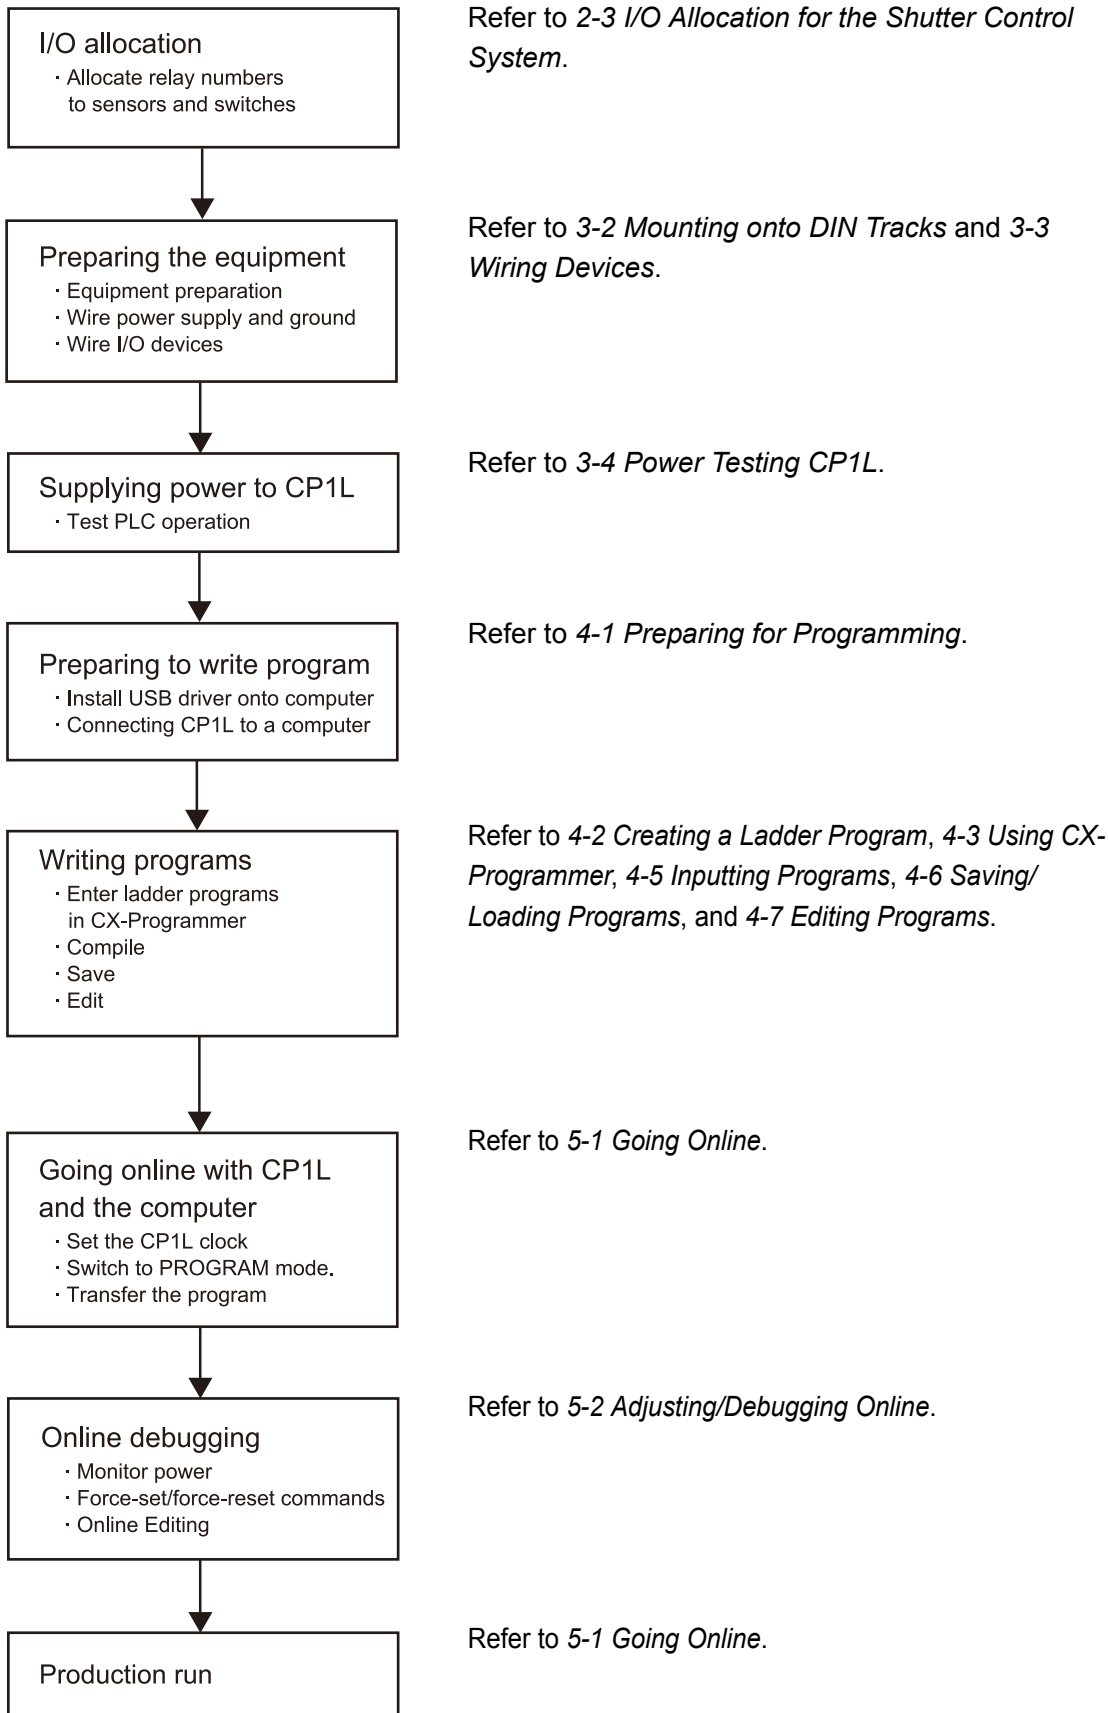 I/O allocation
· Allocate relay numbers
to sensors and switches
Refer to 2-3 I/O Allocation for the Shutter Control
System.
Preparing the equipment
· Equipment preparation
· Wire power supply and ground
· Wire I/O devices
Refer to 3-2 Mounting onto DIN Tracks and 3-3
Wiring Devices.
Supplying power to CP1L
· Test PLC operation
Refer to 3-4 Power Testing CP1L.
Preparing to write program
· Install USB driver onto computer
· Connecting CP1L to a computer
Refer to 4-1 Preparing for Programming.
Writing programs
· Enter ladder programs
in CX-Programmer
· Compile
· Save
· Edit
Refer to 4-2 Creating a Ladder Program, 4-3 Using CX-
Programmer, 4-5 Inputting Programs, 4-6 Saving/
Loading Programs, and 4-7 Editing Programs.
Going online with CP1L
and the computer
· Set the CP1L clock
· Switch to PROGRAM mode.
· Transfer the program
Refer to 5-1 Going Online.
Online debugging
· Monitor power
· Force-set/force-reset commands
· Online Editing
Refer to 5-2 Adjusting/Debugging Online.
Production run
Refer to 5-1 Going Online.